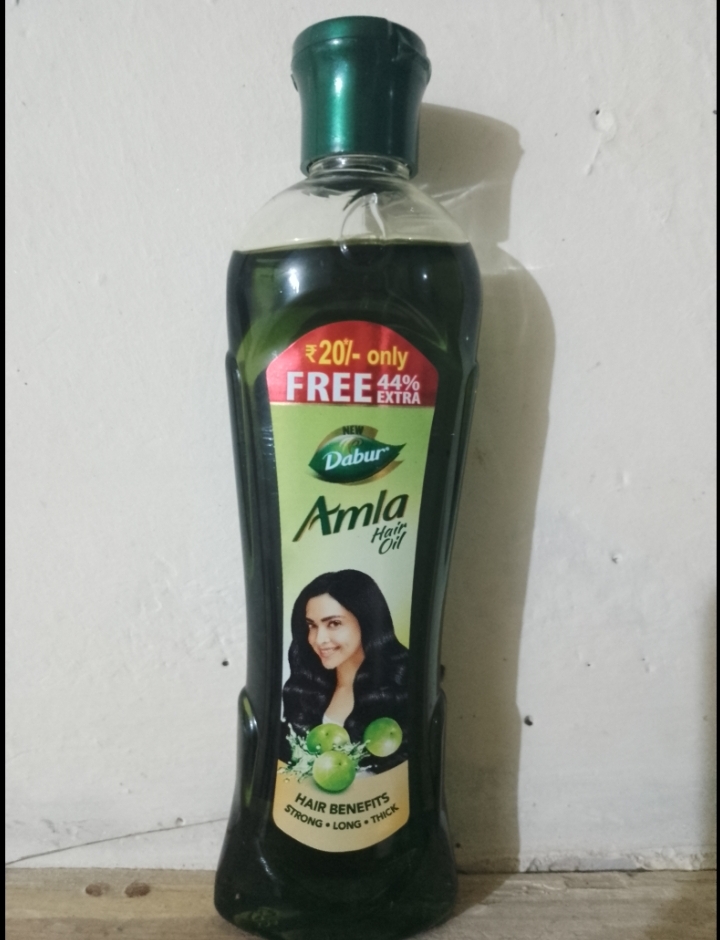 ₹20*/- only
FREE 44% EXTRA
NEW
Dabur
Amla
Hair
Oil
HAIR BENEFITS
STRONG • LONG • THICK